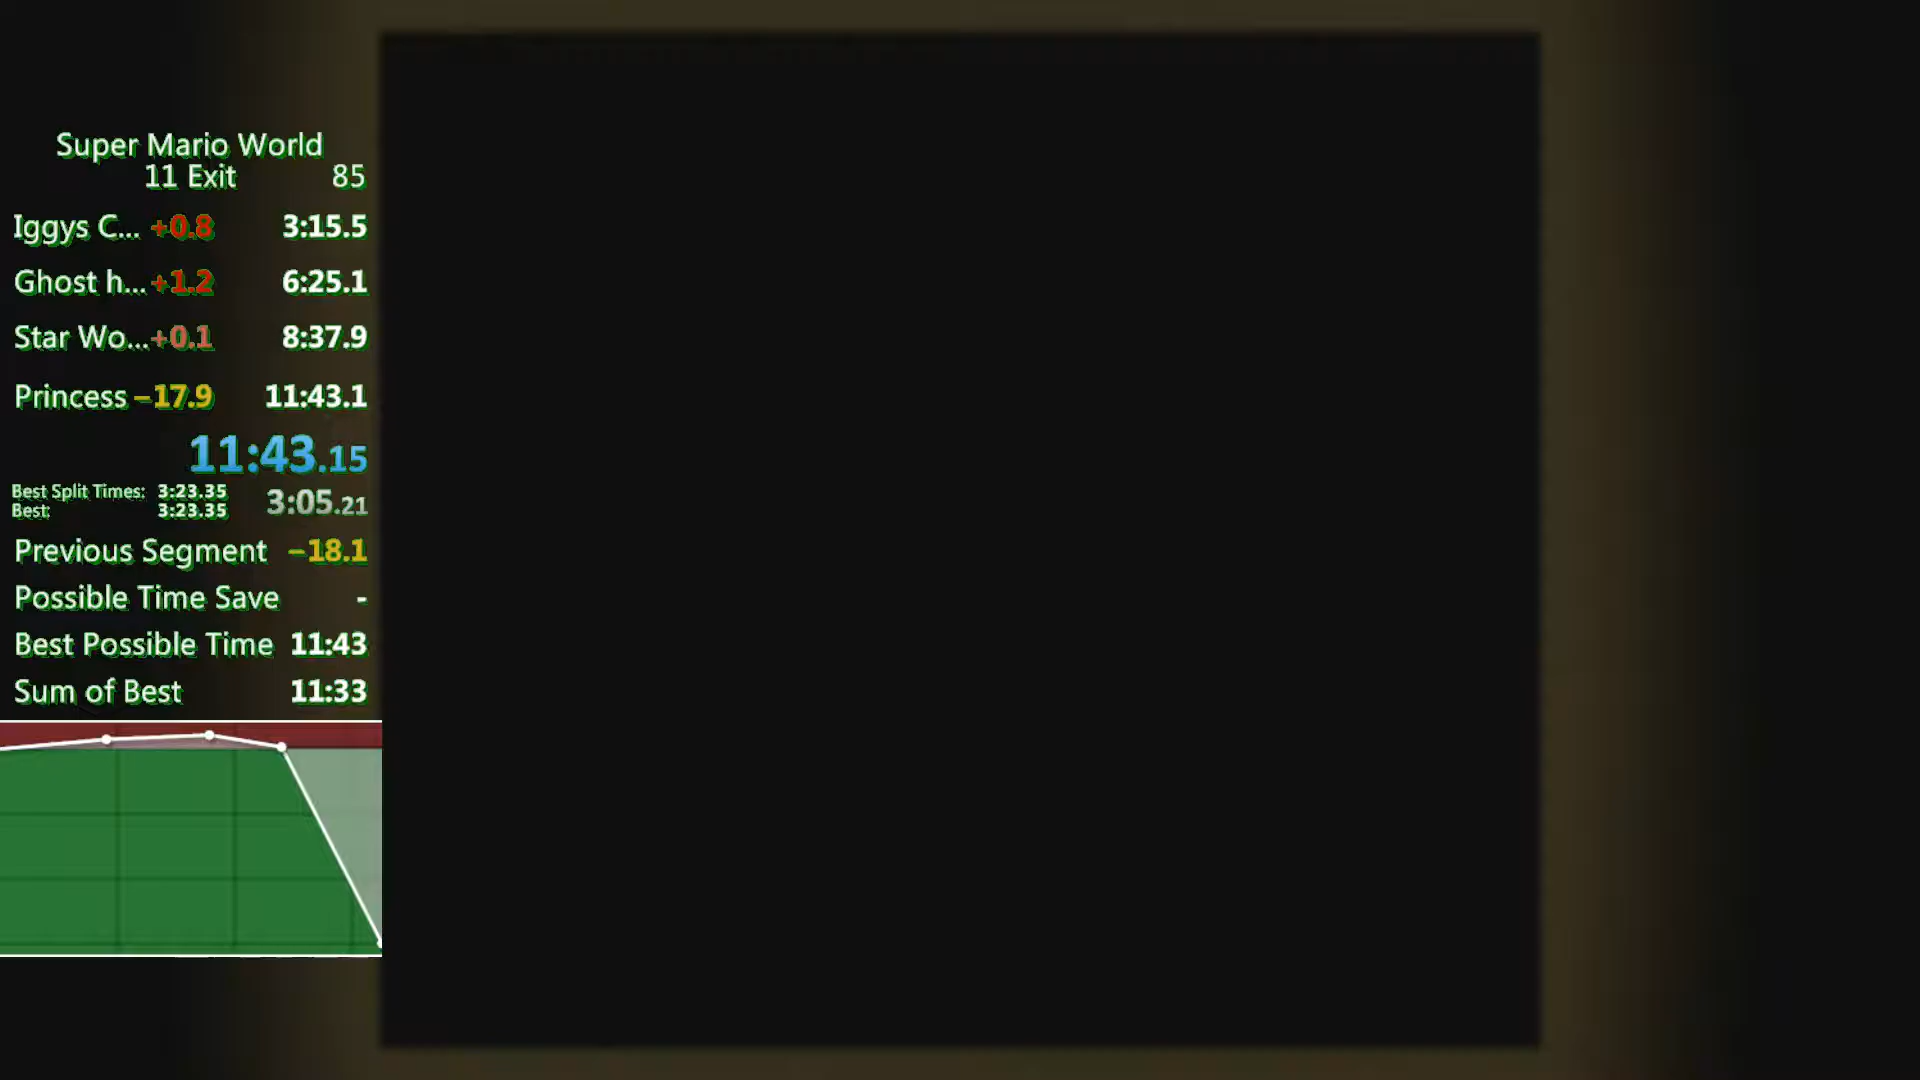 Super Mario World
11 Exit 85
Iggys C... +0.8 3:15.5
Ghost h... +1.2 6:25.1
Star Wo... +0.1 8:37.9
Princess −17.9 11:43.1
11:43.15
Best Split Times: 3:23.35
Best: 3:23.35
3:05.21
Previous Segment −18.1
Possible Time Save -
Best Possible Time 11:43
Sum of Best 11:33